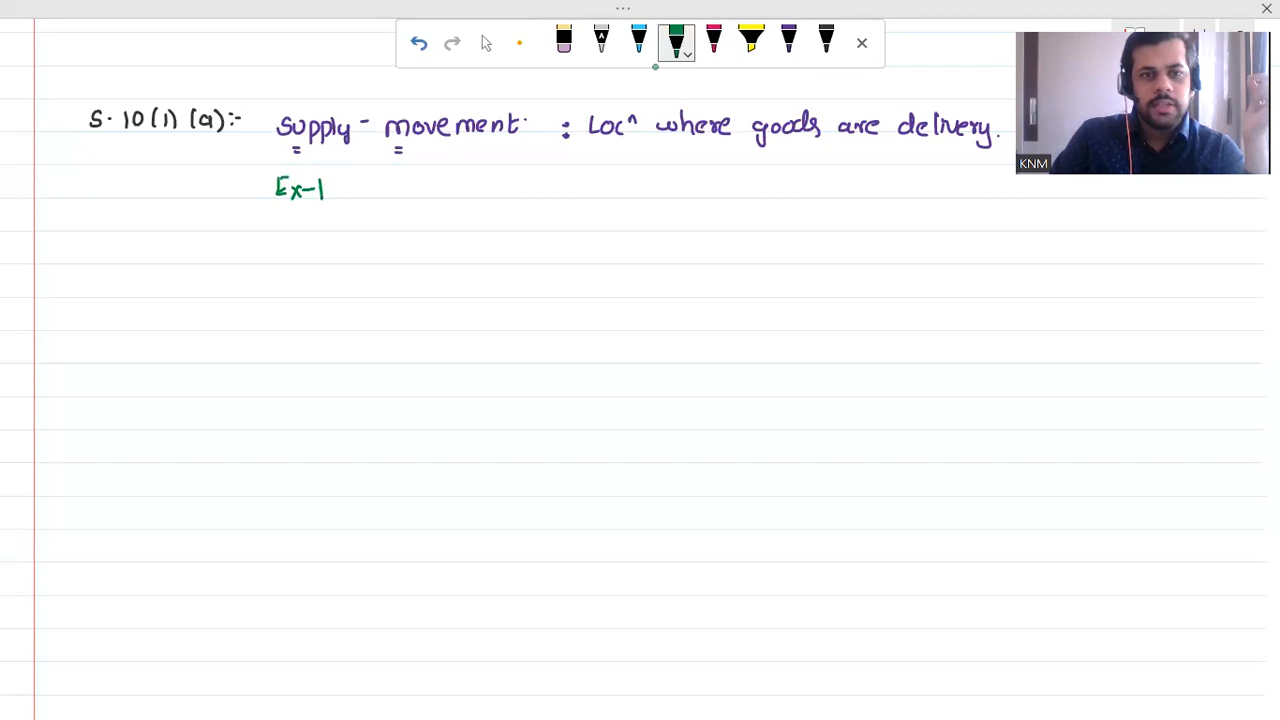 S. 10(1) (a):- Supply - movement : Locⁿ where goods are delivery.
Ex-1
KNM